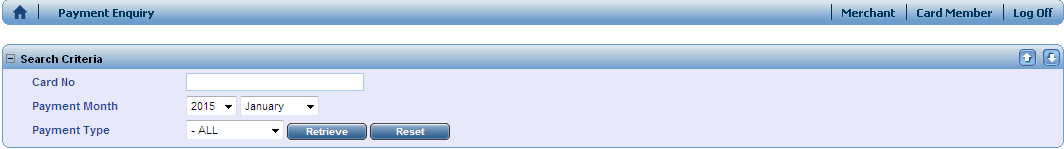 Payment Enquiry Merchant Card Member Log Off
Search Criteria
Card No
Payment Month 2015 January
Payment Type - ALL Retrieve Reset